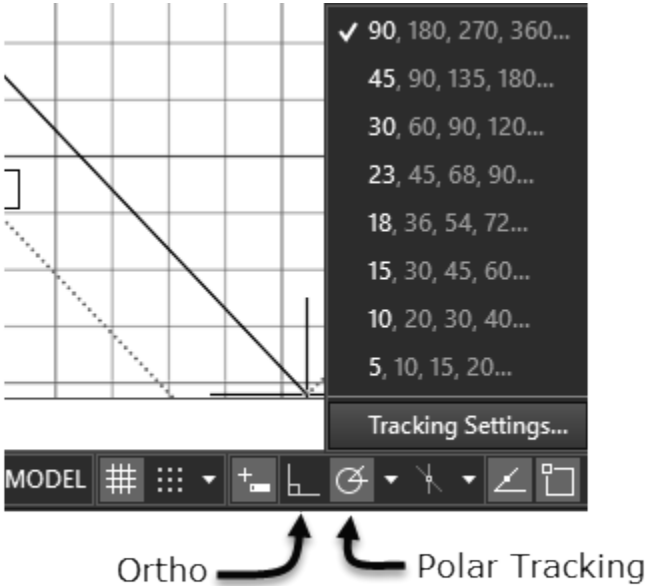 90, 180, 270, 360...
45, 90, 135, 180...
30, 60, 90, 120...
23, 45, 68, 90...
18, 36, 54, 72...
15, 30, 45, 60...
10, 20, 30, 40...
5, 10, 15, 20...
Tracking Settings...
MODEL
Ortho
Polar Tracking